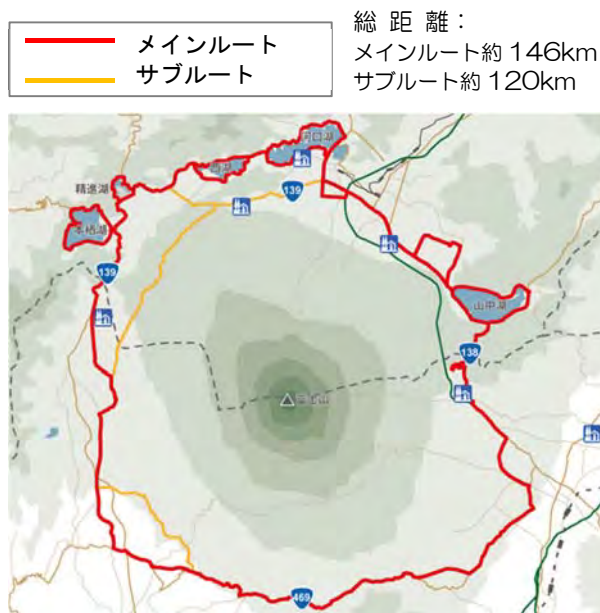 メインルート
サブルート
総 距 離：
メインルート約 146km
サブルート約 120km
河口湖
西湖
精進湖
139
本栖湖
139
山中湖
138
富士山
469